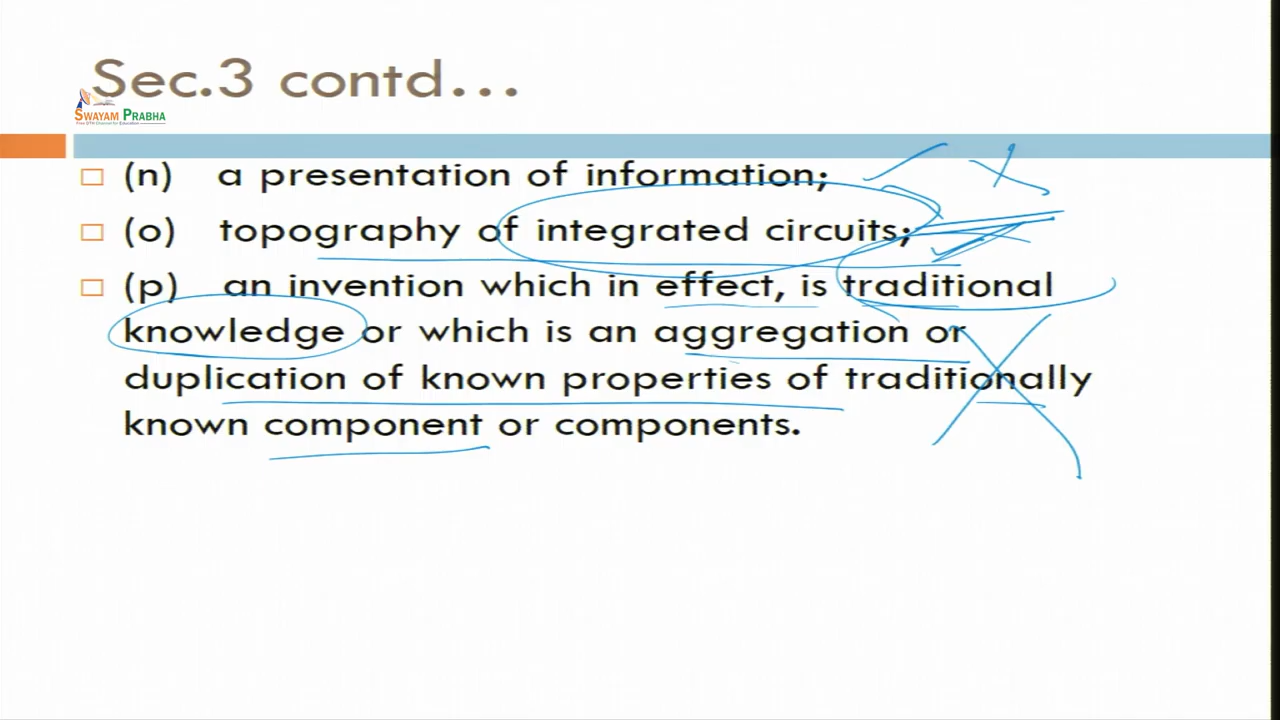 Sec.3 contd...
SWAYAM PRABHA
(n) a presentation of information;
(o) topography of integrated circuits;
(p) an invention which in effect, is traditional
knowledge or which is an aggregation or
duplication of known properties of traditionally
known component or components.